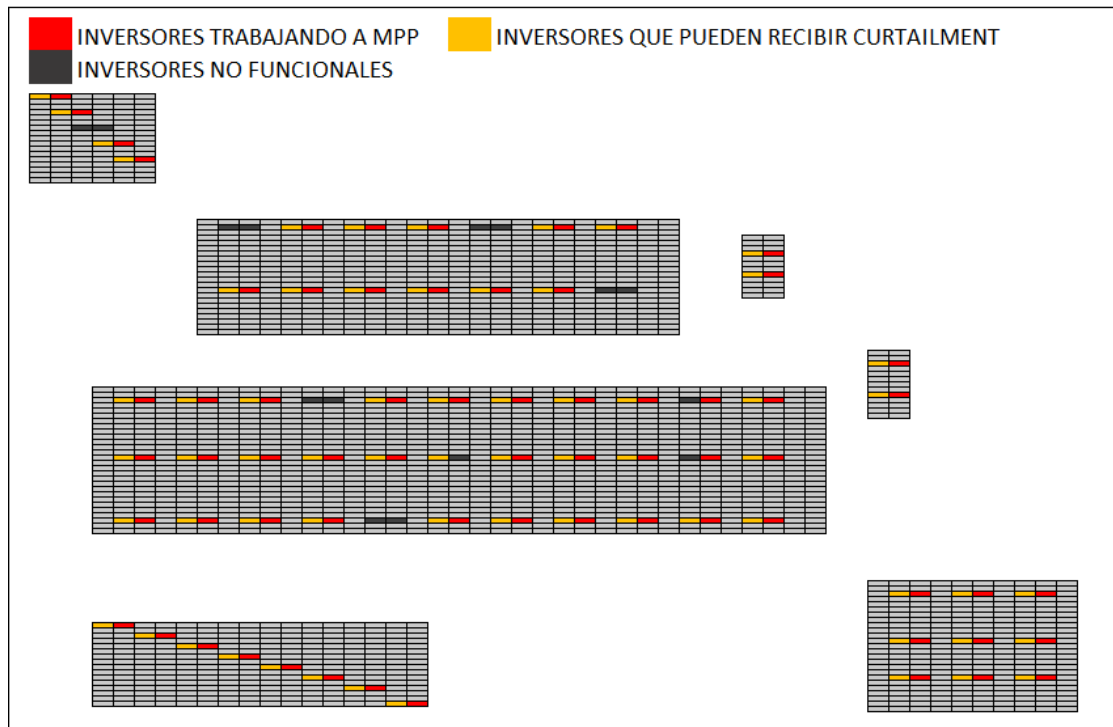 INVERSORES TRABAJANDO A MPP INVERSORES QUE PUEDEN RECIBIR CURTAILMENT
INVERSORES NO FUNCIONALES